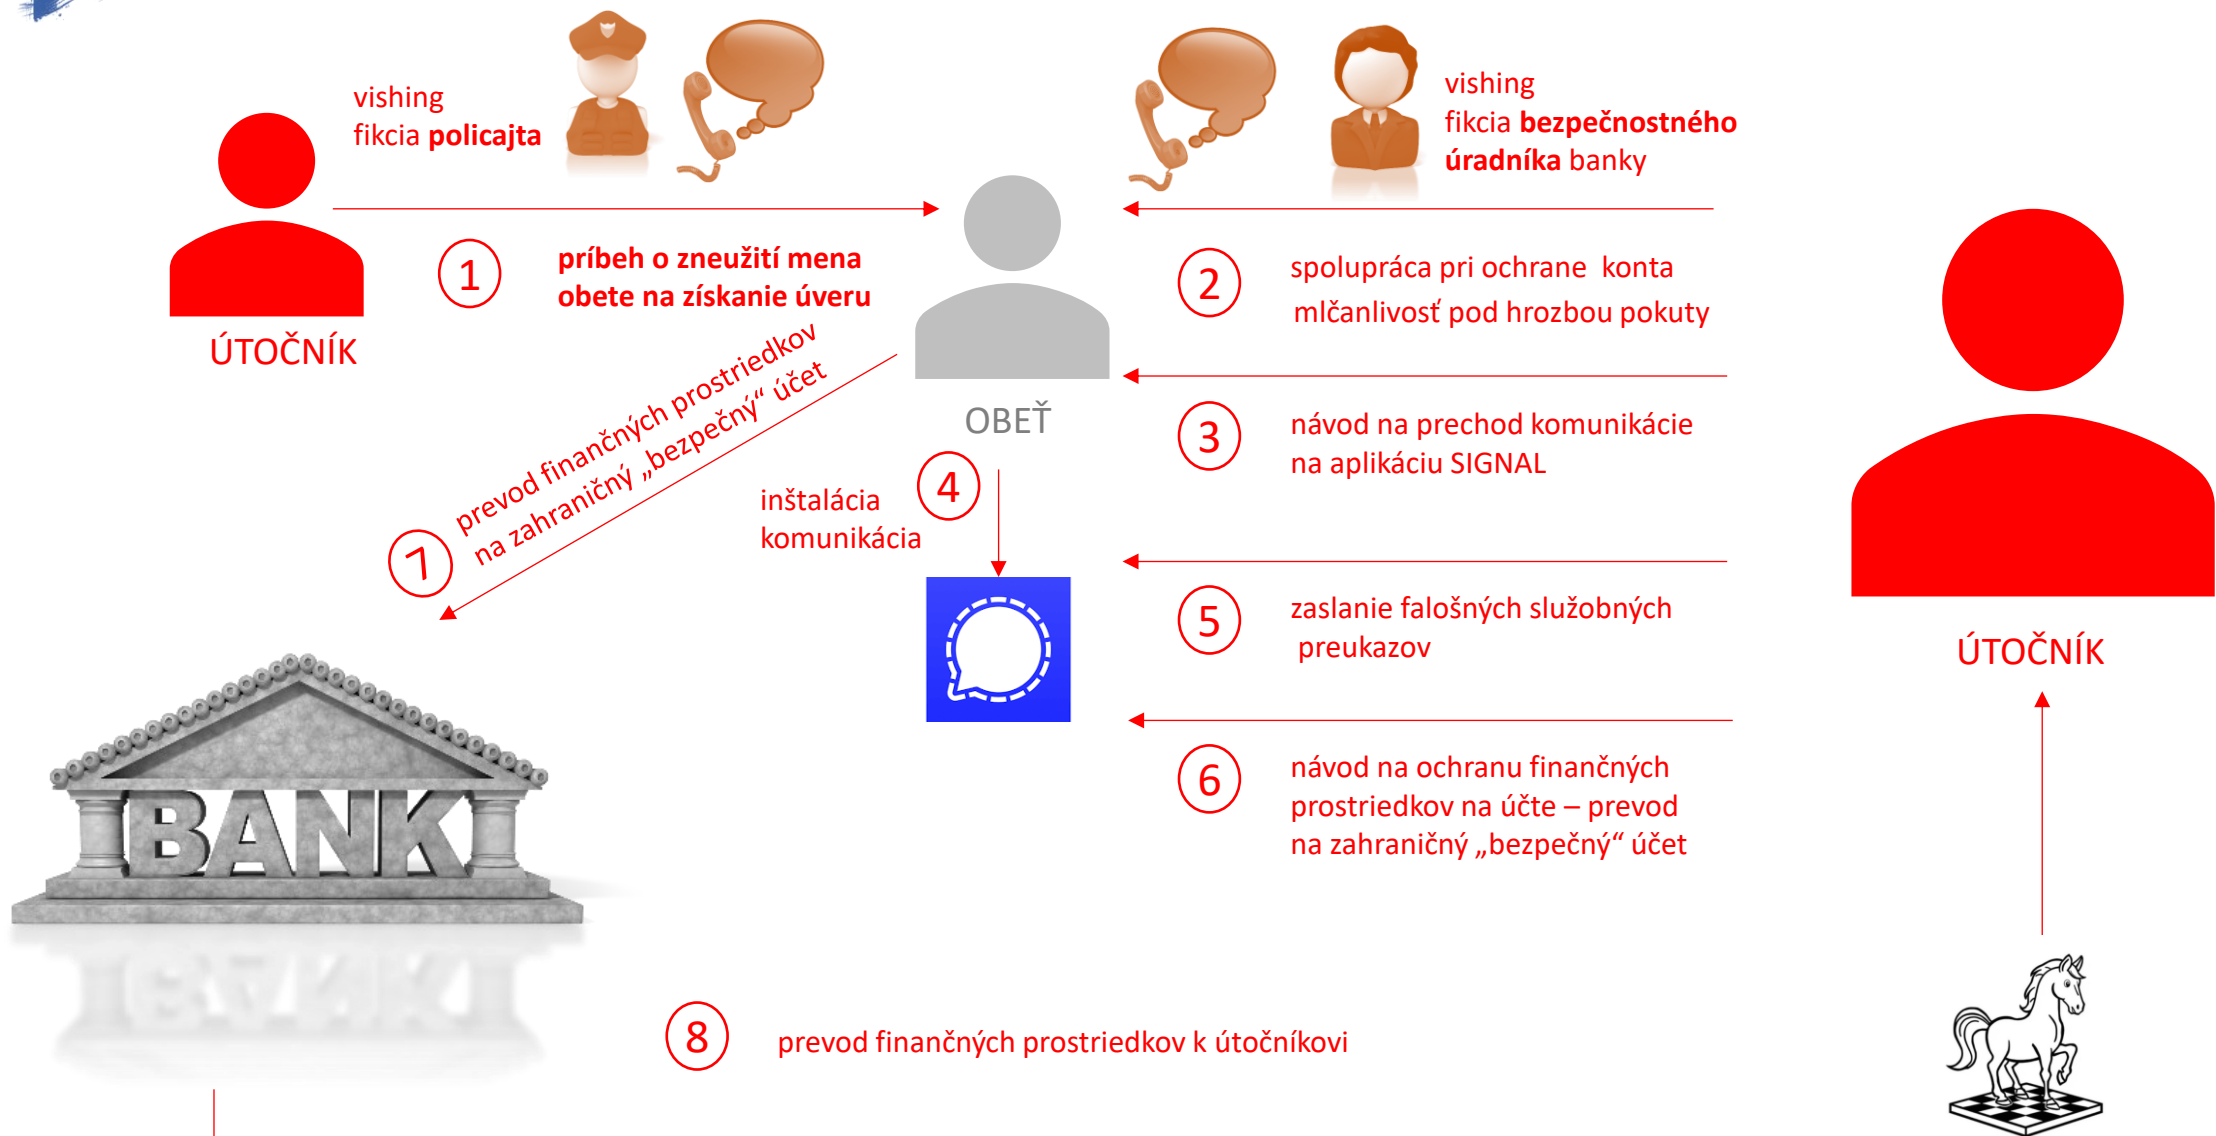 vishing
fikcia policajta
vishing
fikcia bezpečnostného
úradníka banky
1
príbeh o zneužití mena
obete na získanie úveru
2
spolupráca pri ochrane konta
mlčanlivosť pod hrozbou pokuty
ÚTOČNÍK
OBEŤ
3
návod na prechod komunikácie
na aplikáciu SIGNAL
7
prevod finančných prostriedkov
na zahraničný „bezpečný“ účet
4
inštalácia
komunikácia
5
zaslanie falošných služobných
preukazov
ÚTOČNÍK
6
návod na ochranu finančných
prostriedkov na účte – prevod
na zahraničný „bezpečný“ účet
BANK
8
prevod finančných prostriedkov k útočníkovi